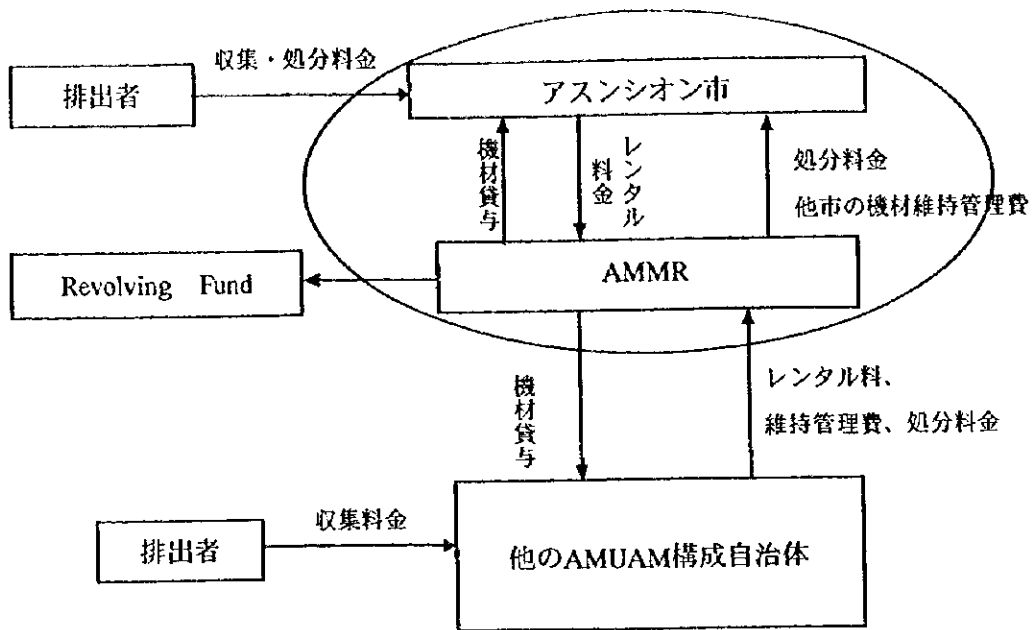 収集・処分料金
排出者
アスンシオン市
機材貸与
レンタル
料金
処分料金
他市の機材維持管理費
Revolving Fund
AMMR
機材貸与
レンタル料、
維持管理費、処分料金
収集料金
排出者
他のAMUAM構成自治体